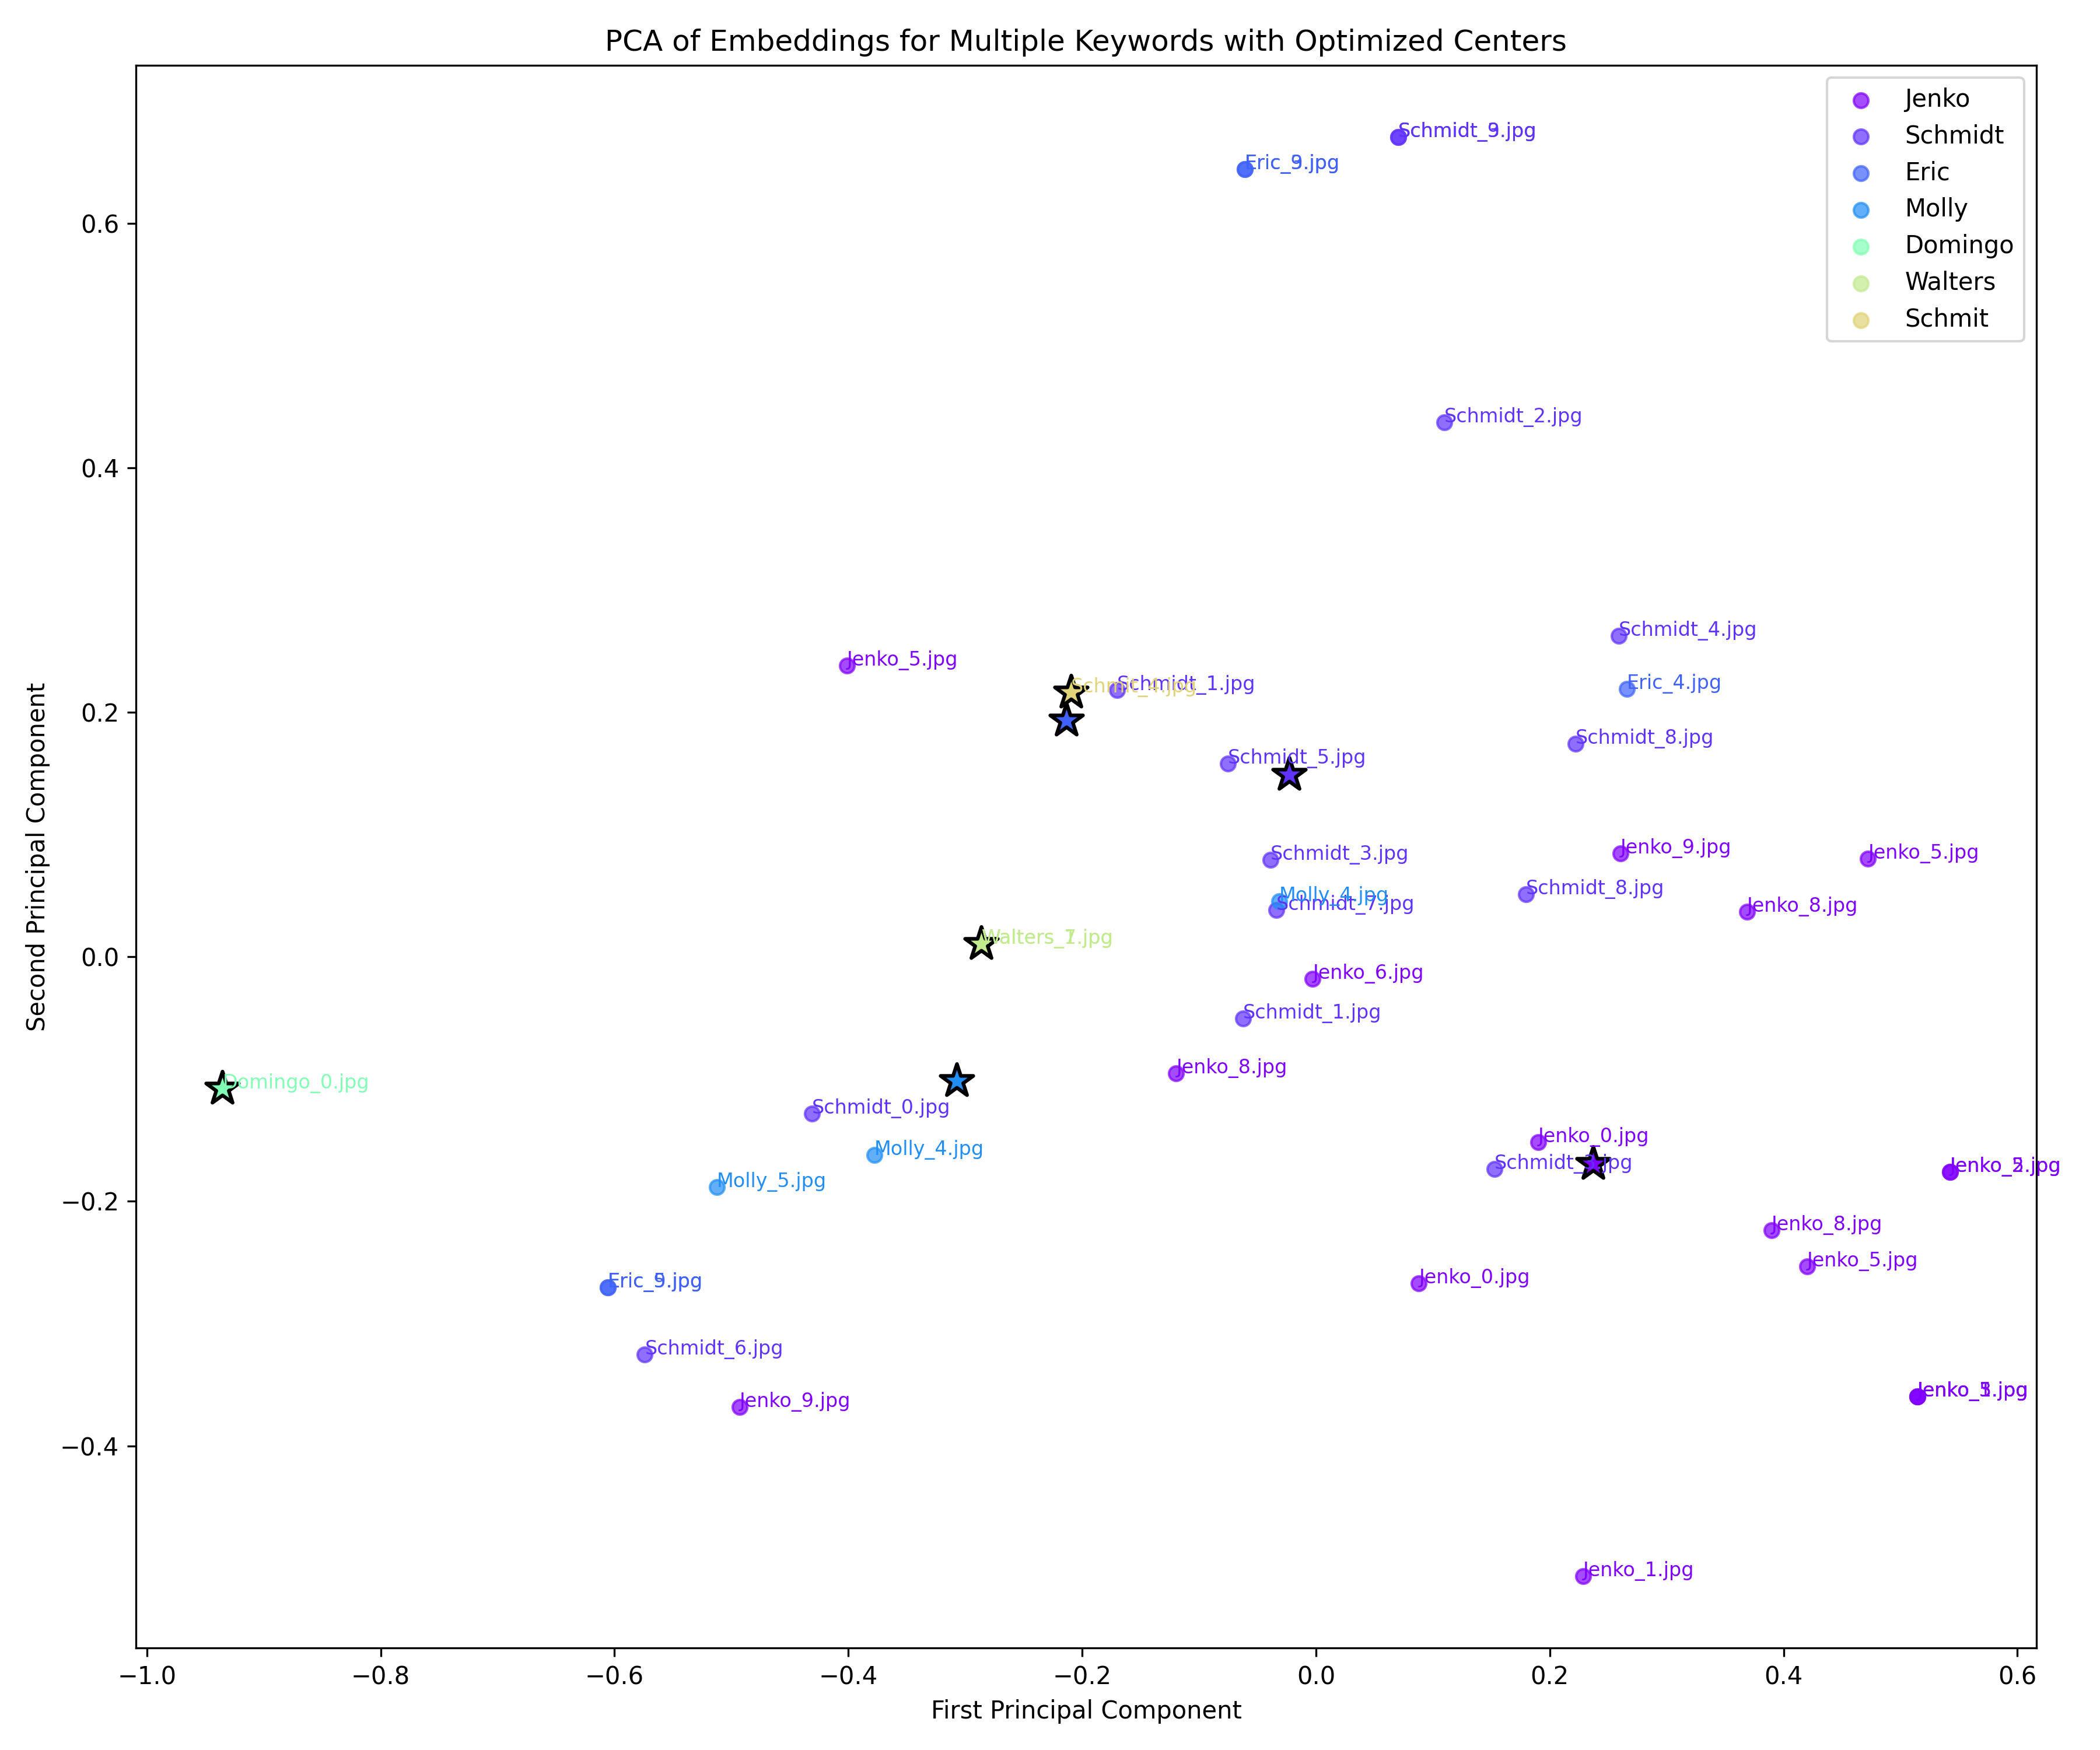 PCA of Embeddings for Multiple Keywords with Optimized Centers
Jenko
Schmidt
Eric
Molly
Domingo
Walters
Schmit
Eric_9.jpg
Schmidt_2.jpg
Schmidt_4.jpg
Jenko_5.jpg
Schmidt_1.jpg
Eric_4.jpg
Schmidt_8.jpg
Schmidt_5.jpg
Schmidt_3.jpg
Jenko_9.jpg
Jenko_5.jpg
Schmidt_8.jpg
Molly_4.jpg
Schmidt_7.jpg
Jenko_8.jpg
Jenko_6.jpg
Schmidt_1.jpg
Jenko_8.jpg
Domingo_0.jpg
Schmidt_0.jpg
Molly_4.jpg
Jenko_0.jpg
Molly_5.jpg
Jenko_8.jpg
Jenko_5.jpg
Jenko_0.jpg
Schmidt_6.jpg
Jenko_9.jpg
Jenko_1.jpg
0.6
0.4
0.2
0.0
−0.2
−0.4
Second Principal Component
−1.0
−0.8
−0.6
−0.4
−0.2
0.0
0.2
0.4
0.6
First Principal Component